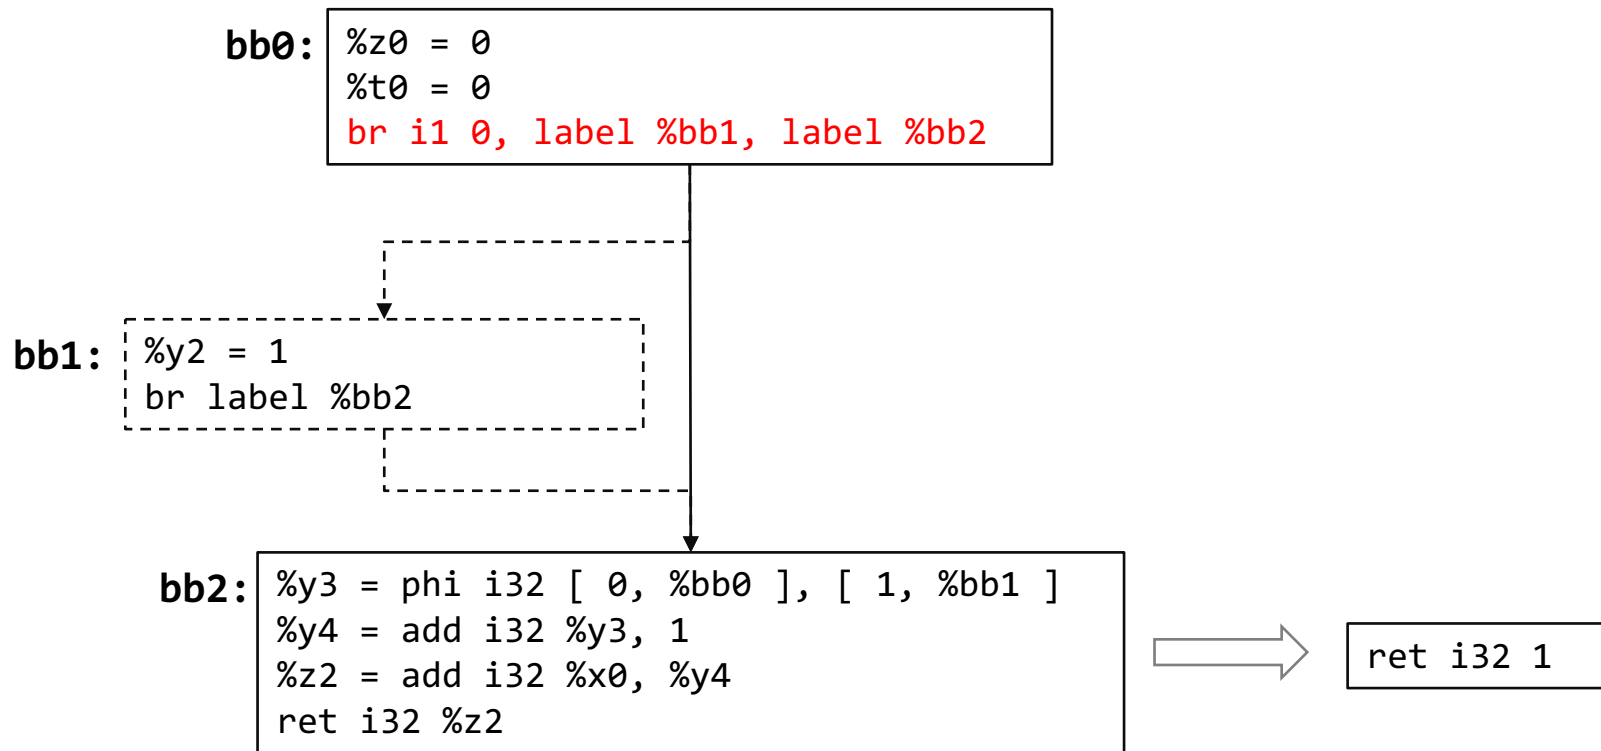 bb0:
%z0 = 0
%t0 = 0
br i1 0, label %bb1, label %bb2
bb1:
%y2 = 1
br label %bb2
bb2:
%y3 = phi i32 [ 0, %bb0 ], [ 1, %bb1 ]
%y4 = add i32 %y3, 1
%z2 = add i32 %x0, %y4
ret i32 %z2
ret i32 1